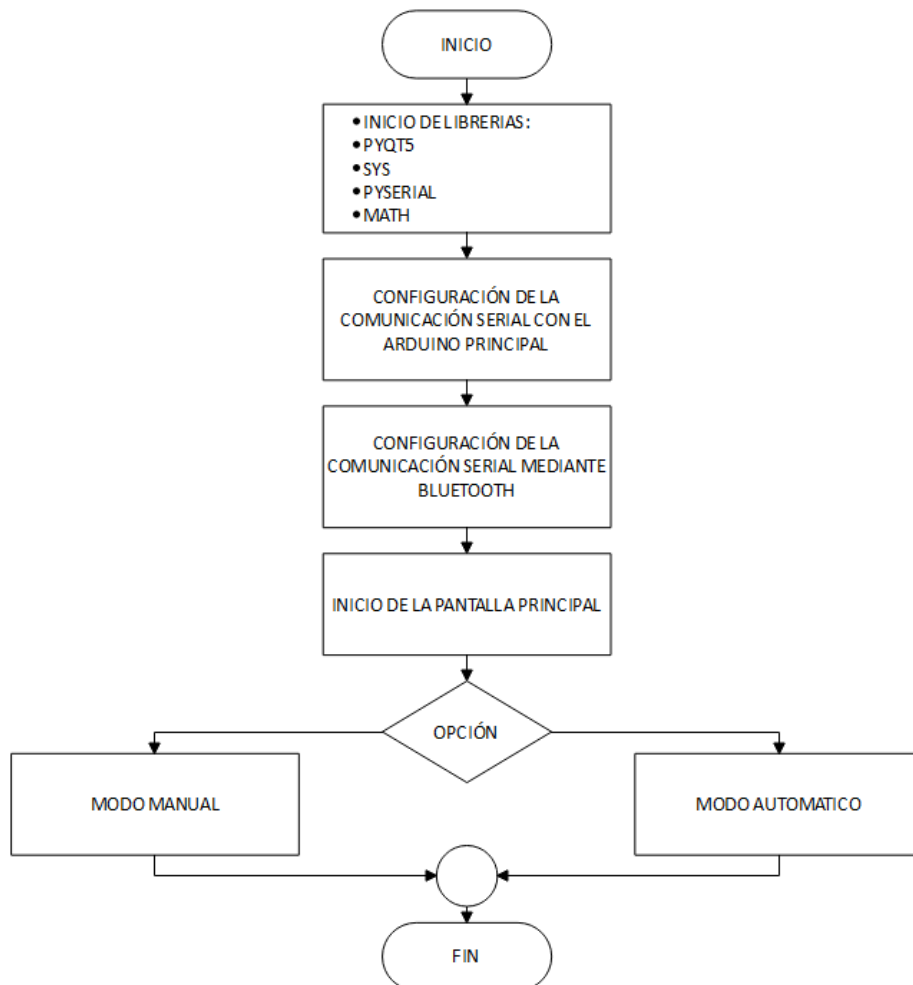 INICIO
• INICIO DE LIBRERIAS:
• PYQT5
• SYS
• PYSERIAL
• MATH
CONFIGURACIÓN DE LA
COMUNICACIÓN SERIAL CON EL
ARDUINO PRINCIPAL
CONFIGURACIÓN DE LA
COMUNICACIÓN SERIAL MEDIANTE
BLUETOOTH
INICIO DE LA PANTALLA PRINCIPAL
OPCIÓN
MODO MANUAL
MODO AUTOMATICO
FIN